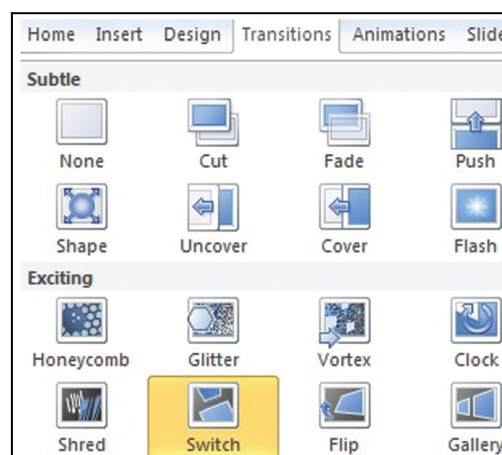 Home Insert Design Transitions Animations Slide
Subtle
None Cut Fade Push
Shape Uncover Cover Flash
Exciting
Honeycomb Glitter Vortex Clock
Shred Switch Flip Gallery